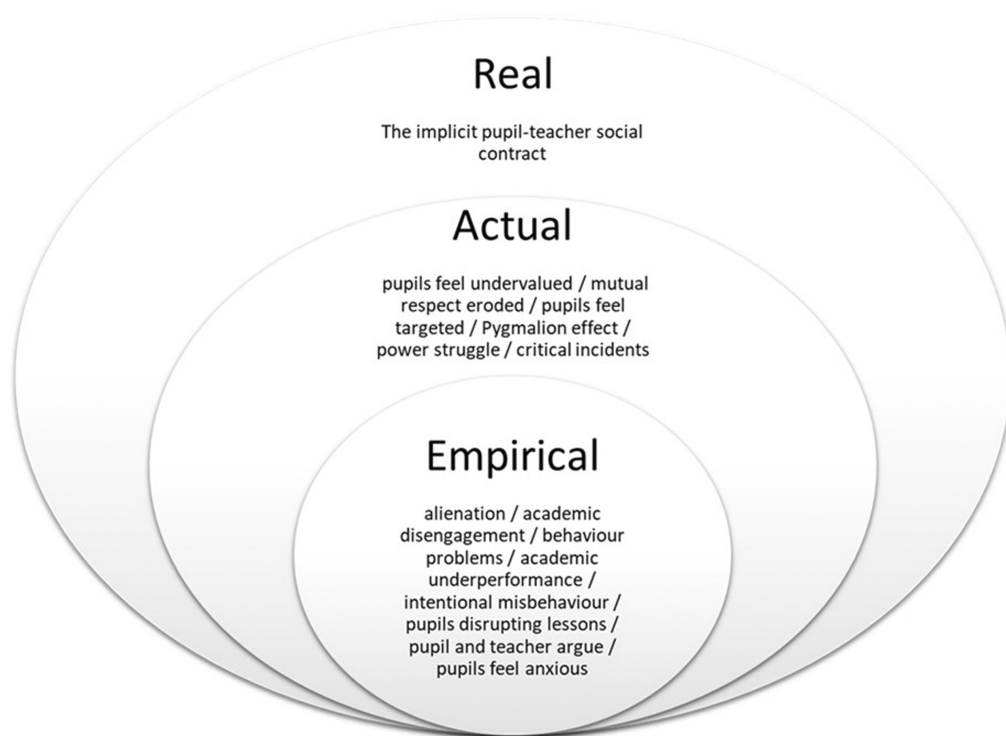 Real
The implicit pupil-teacher social
contract
Actual
pupils feel undervalued / mutual
respect eroded / pupils feel
targeted / Pygmalion effect /
power struggle / critical incidents
Empirical
alienation / academic
disengagement / behaviour
problems / academic
underperformance /
intentional misbehaviour /
pupils disrupting lessons /
pupil and teacher argue /
pupils feel anxious